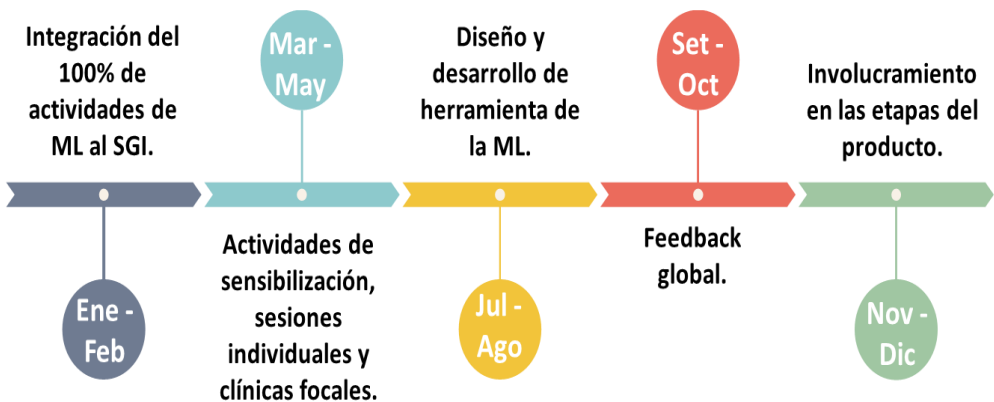 Integración del
100% de
actividades de
ML al SGI.
Ene -
Feb
Mar -
May
Actividades de
sensibilización,
sesiones
individuales y
clínicas focales.
Diseño y
desarrollo de
herramienta de
la ML.
Jul -
Ago
Set -
Oct
Feedback
global.
Involucramiento
en las etapas del
producto.
Nov -
Dic